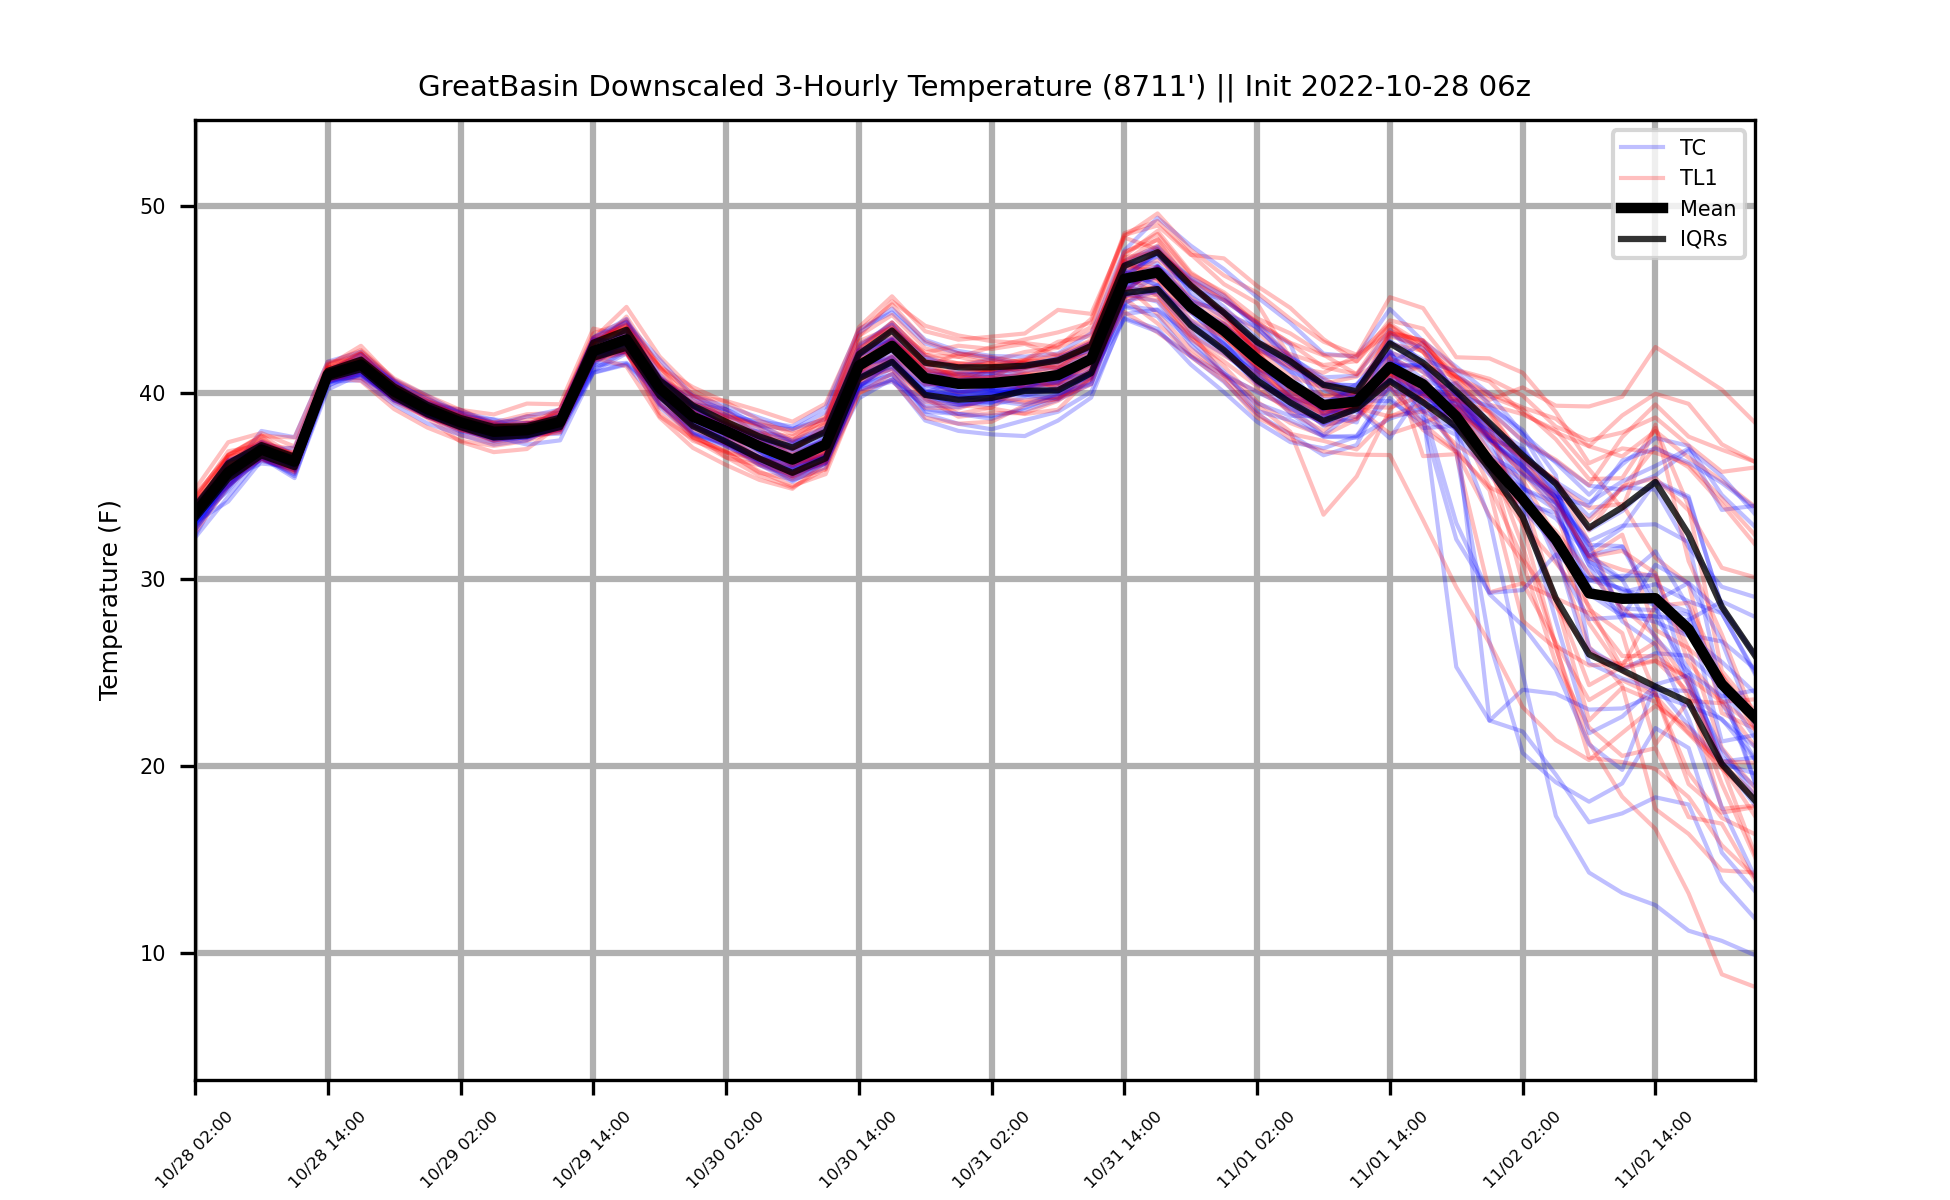 GreatBasin Downscaled 3-Hourly Temperature (8711') || Init 2022-10-28 06z
TC
TL1
Mean
IQRs
Temperature (F)
50
40
30
20
10
10/28 02:00
10/28 14:00
10/29 02:00
10/29 14:00
10/30 02:00
10/30 14:00
10/31 02:00
10/31 14:00
11/01 02:00
11/01 14:00
11/02 02:00
11/02 14:00